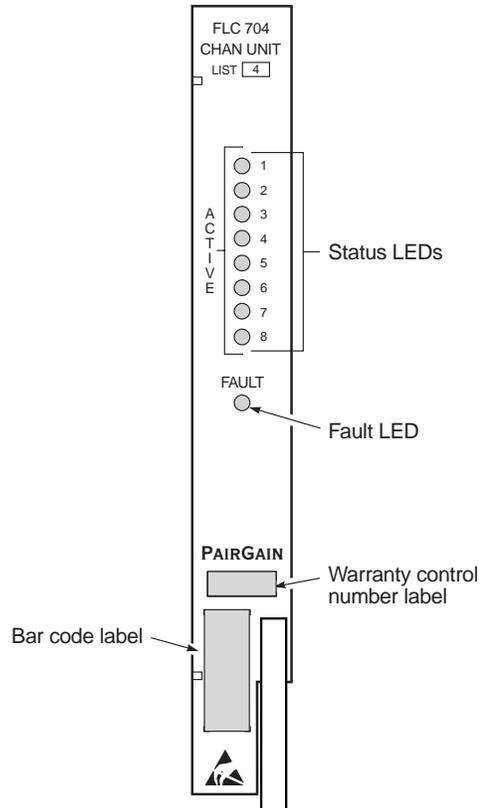 FLC 704
CHAN UNIT
LIST 4
ACTIVE
1
2
3
4
5
6
7
8
Status LEDs
FAULT
Fault LED
PAIRGAIN
Warranty control
number label
Bar code label